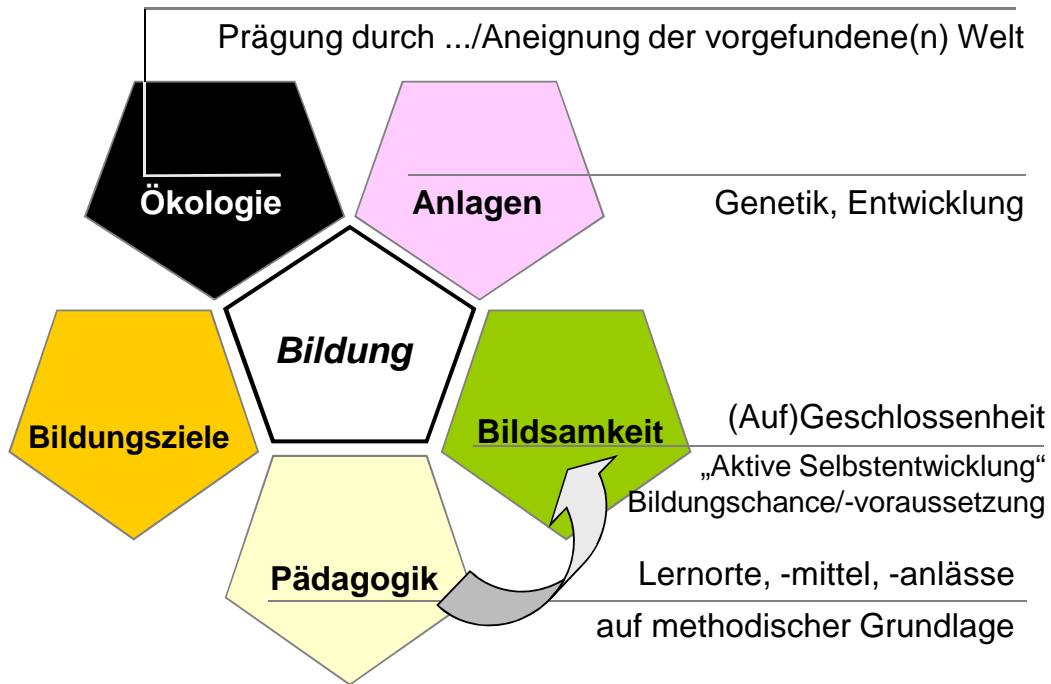 Prägung durch .../Aneignung der vorgefundene(n) Welt
Ökologie
Anlagen
Genetik, Entwicklung
Bildung
Bildungsziele
Bildsamkeit
(Auf)Geschlossenheit
„Aktive Selbstentwicklung“
Bildungschance/-voraussetzung
Pädagogik
Lernorte, -mittel, -anlässe
auf methodischer Grundlage